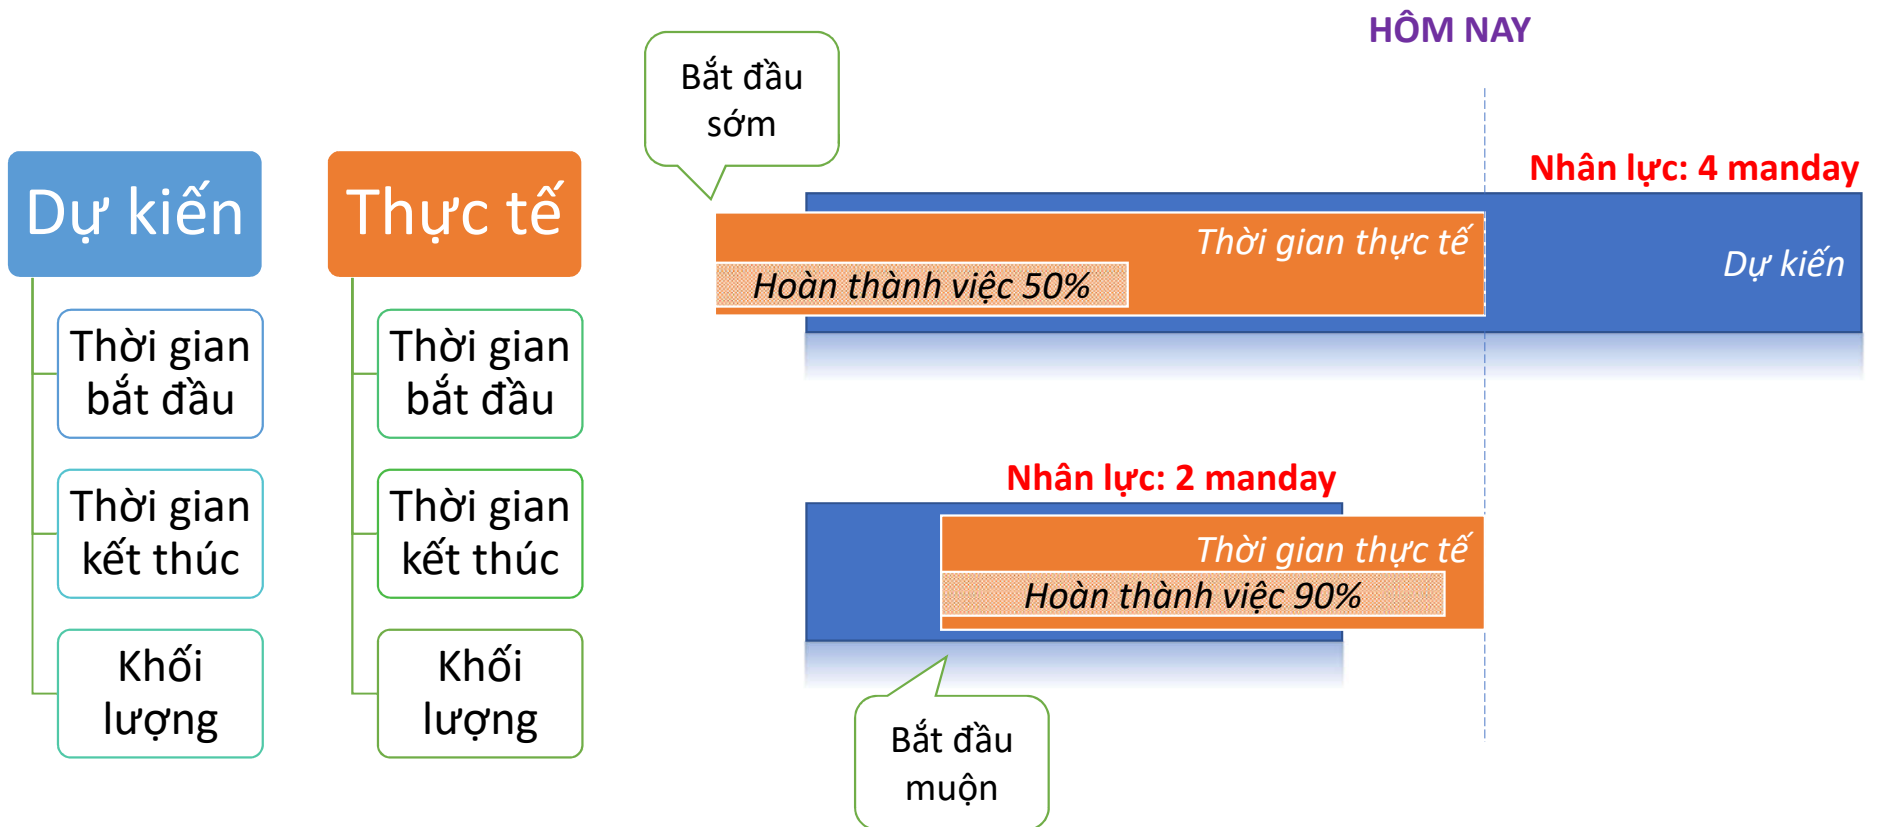 HÔM NAY
Bắt đầu
sớm
Dự kiến
Thời gian
bắt đầu
Thời gian
kết thúc
Khối
lượng
Thực tế
Thời gian
bắt đầu
Thời gian
kết thúc
Khối
lượng
Nhân lực: 4 manday
Thời gian thực tế
Dự kiến
Hoàn thành việc 50%
Nhân lực: 2 manday
Thời gian thực tế
Hoàn thành việc 90%
Bắt đầu
muộn